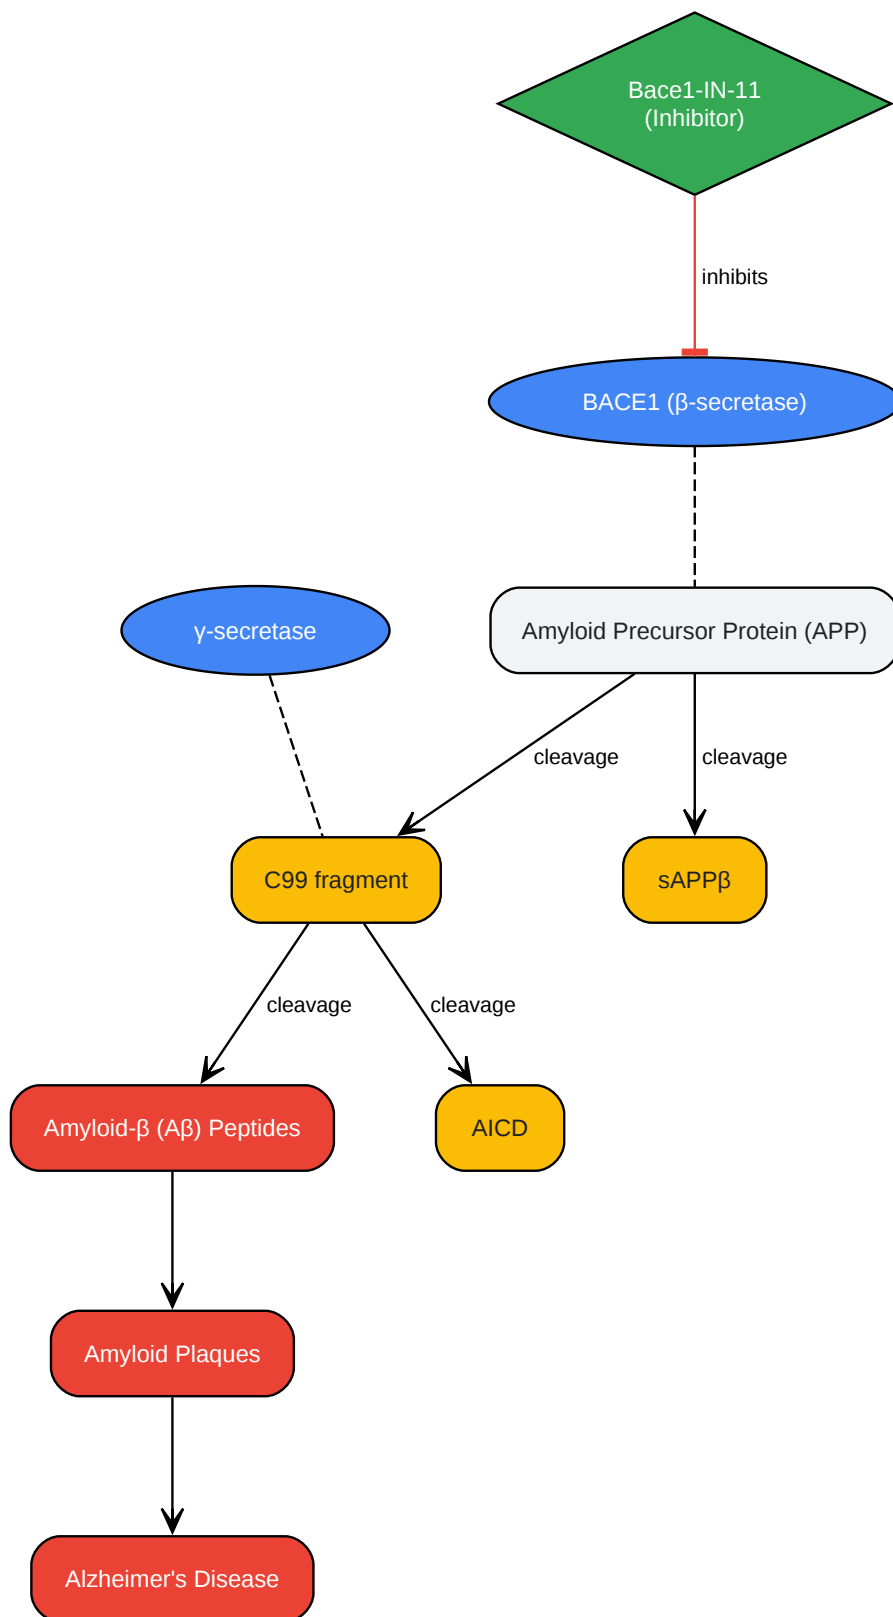 Bace1-IN-11
(Inhibitor)
inhibits
BACE1 (β-secretase)
γ-secretase
Amyloid Precursor Protein (APP)
cleavage
cleavage
C99 fragment
sAPPβ
cleavage
cleavage
Amyloid-β (Aβ) Peptides
AICD
Amyloid Plaques
Alzheimer's Disease